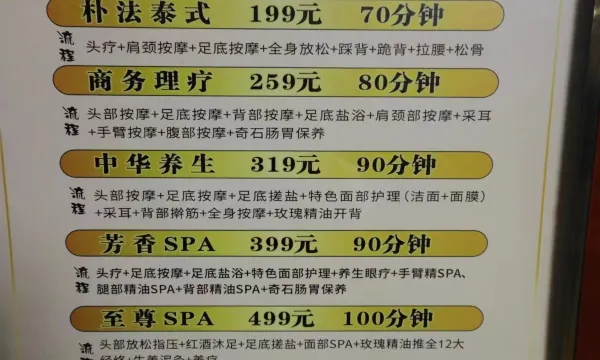 朴法泰式 199元 70分钟
流程 头疗+肩颈按摩+足底按摩+全身放松+踩背+跪背+拉腰+松骨
商务理疗 259元 80分钟
流程 头部按摩+足底按摩+背部按摩+足底盐浴+肩颈部按摩+采耳
+手臂按摩+腹部按摩+奇石肠胃保养
中华养生 319元 90分钟
流程 头部按摩+足底按摩+足底搓盐+特色面部护理(洁面+面膜)
+采耳+背部擀筋+全身按摩+玫瑰精油开背
芳香SPA 399元 90分钟
流程 头疗+足底按摩+足底盐浴+特色面部护理+养生眼疗+手臂精SPA、
腿部精油SPA+背部精油SPA+奇石肠胃保养
至尊SPA 499元 100分钟
流程 头部放松指压+红酒沐足+足底搓盐+面部SPA+玫瑰精油推全12大